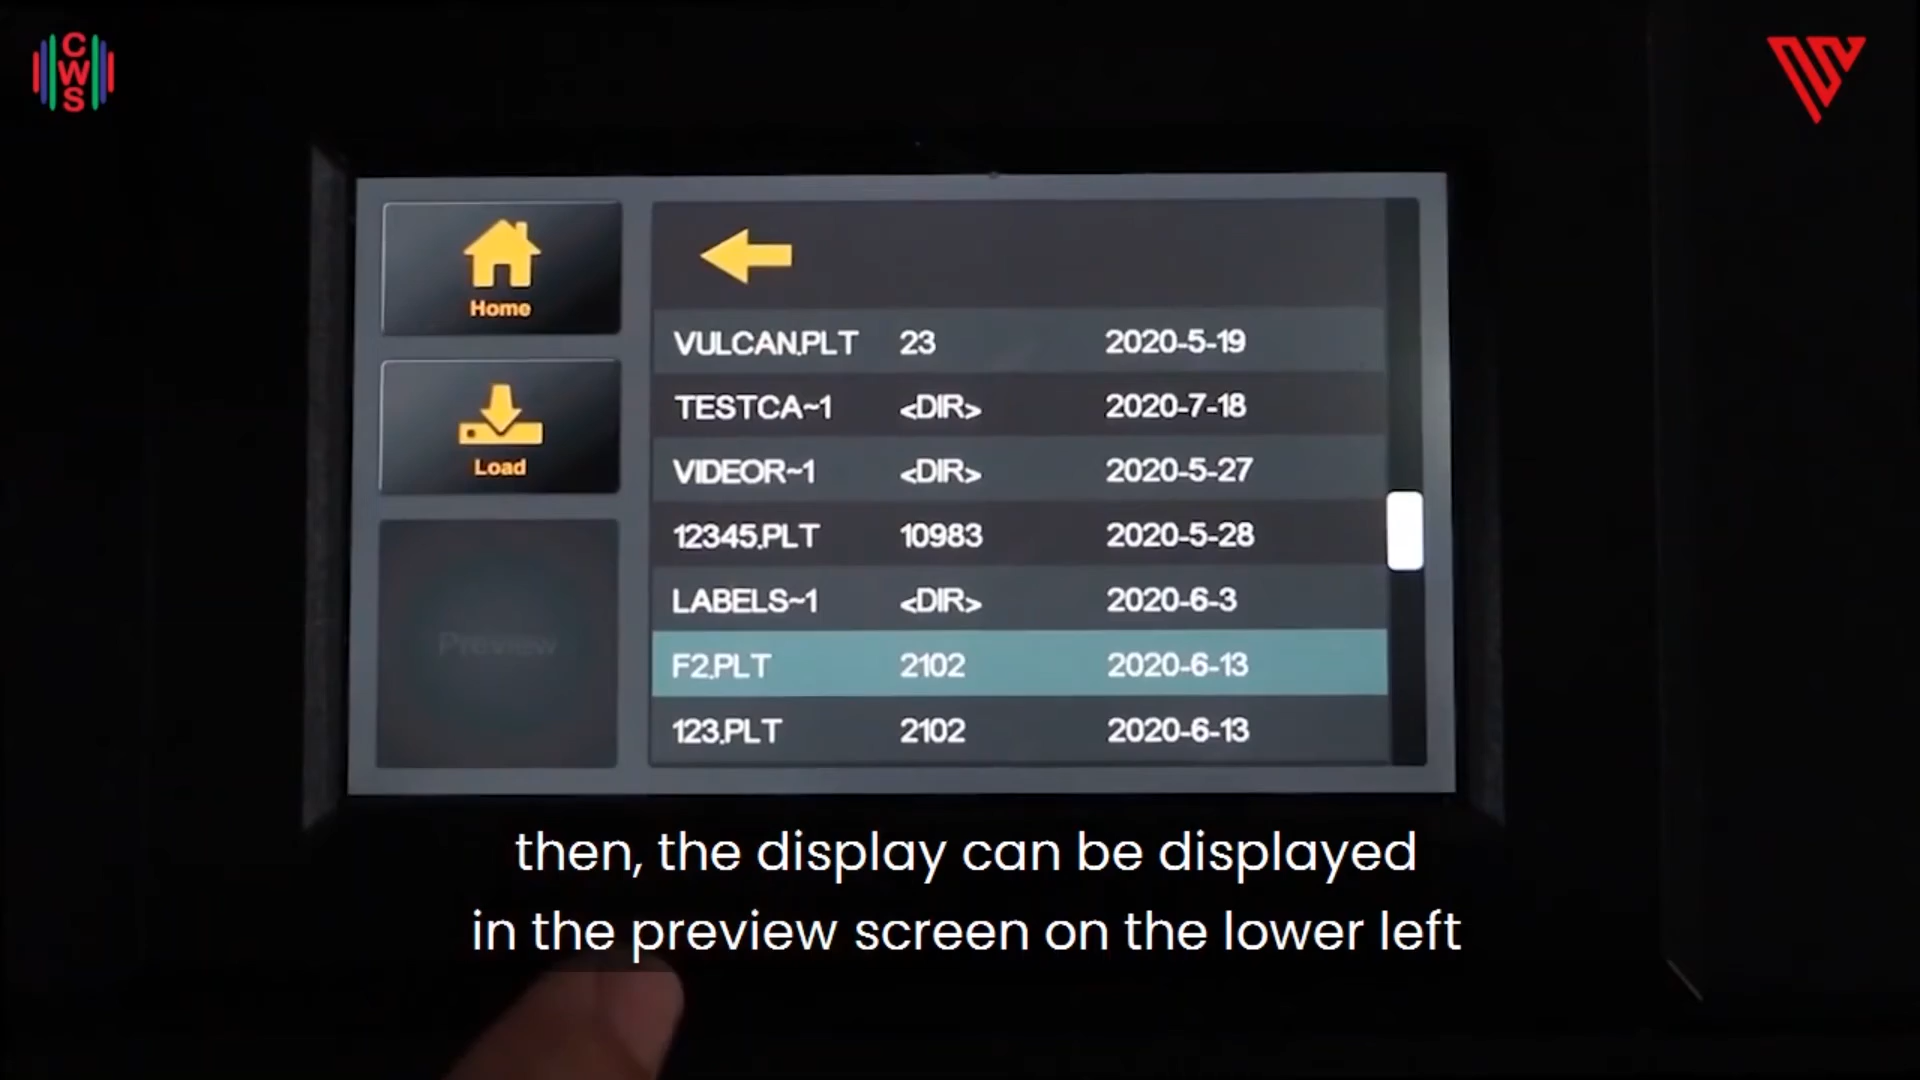 CWS
Home
Load
Preview
VULCAN.PLT 23 2020-5-19
TESTCA~1 <DIR> 2020-7-18
VIDEOR~1 <DIR> 2020-5-27
12345.PLT 10983 2020-5-28
LABELS~1 <DIR> 2020-6-3
F2.PLT 2102 2020-6-13
123.PLT 2102 2020-6-13
then, the display can be displayed
in the preview screen on the lower left